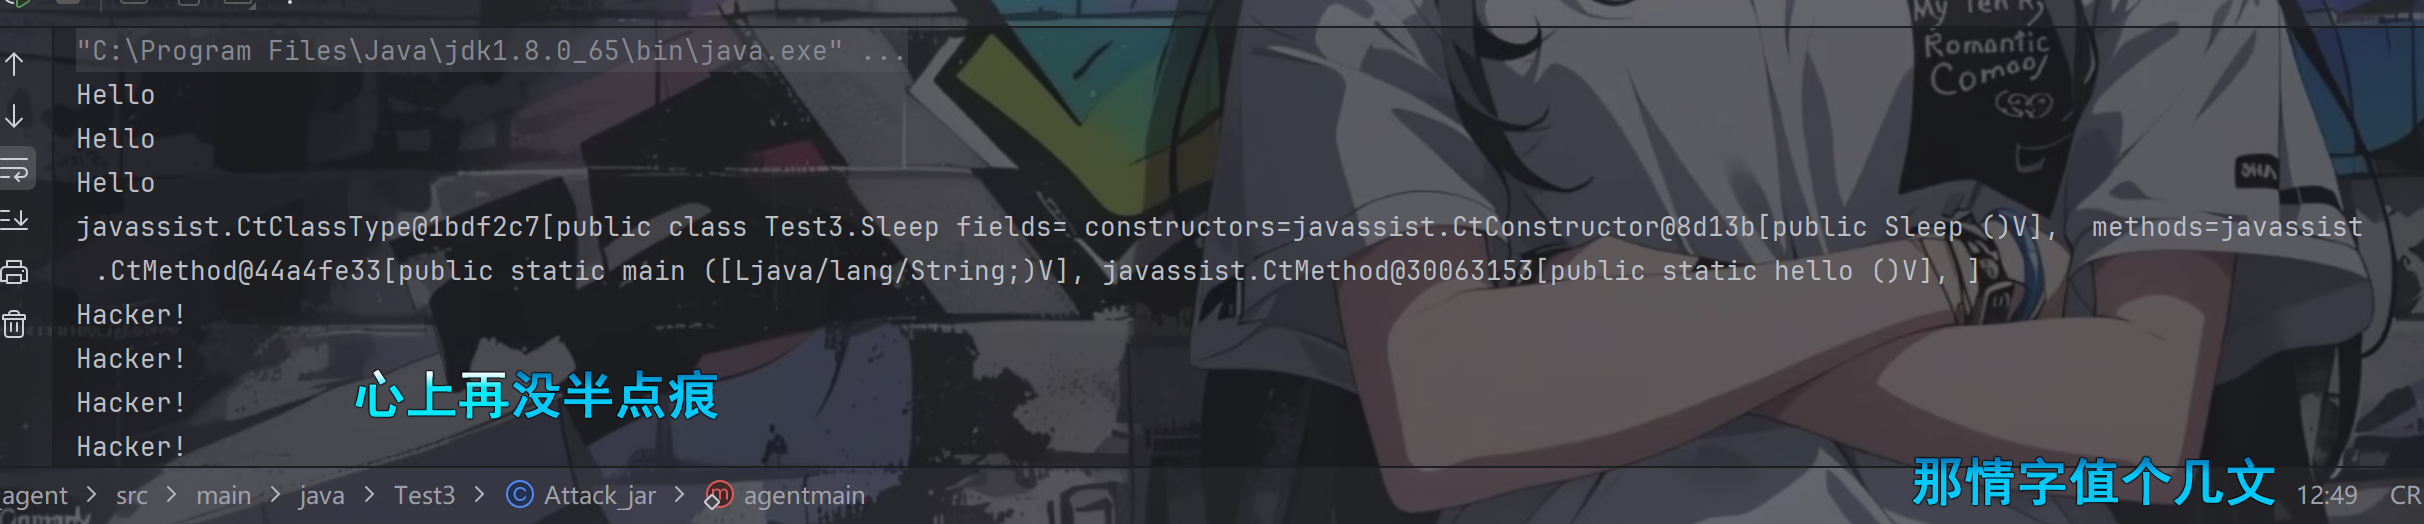 My Ten R
Romantic
"C:\Program Files\Java\jdk1.8.0_65\bin\java.exe" ...
Hello
Hello
Hello
javassist.CtClassType@1bdf2c7[public class Test3.Sleep fields= constructors=javassist.CtConstructor@8d13b[public Sleep ()V],  methods=javassist
.CtMethod@44a4fe33[public static main ([Ljava/lang/String;)V], javassist.CtMethod@30063153[public static hello ()V], ]
Hacker!
Hacker!
Hacker!
心上再没半点痕
Hacker!
那情字值个几文
agent > src > main > java > Test3 > Attack_jar > agentmain 12:49 CR